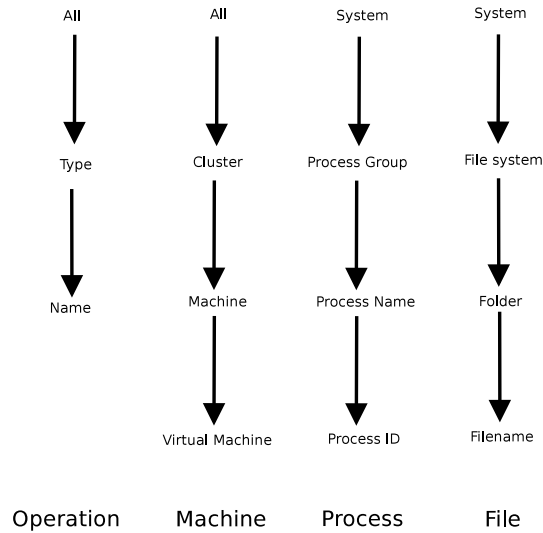 All
All
System
System
Type
Cluster
Process Group
File system
Name
Machine
Process Name
Folder
Virtual Machine
Process ID
Filename
Operation
Machine
Process
File